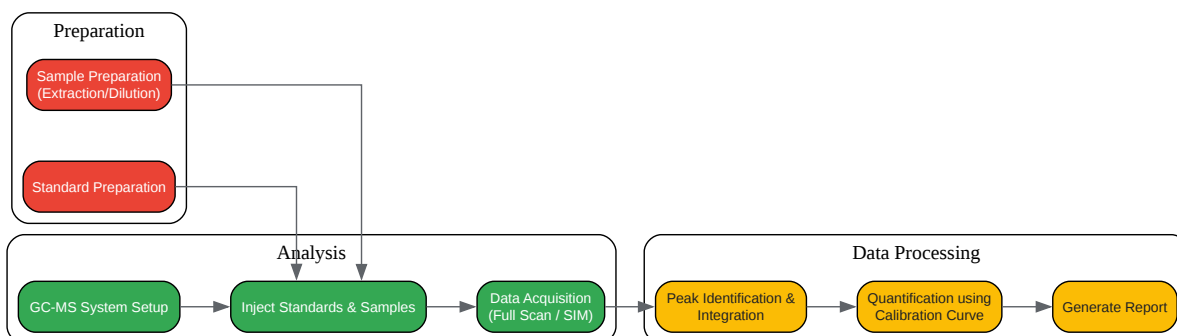 Preparation
Sample Preparation
(Extraction/Dilution)
Standard Preparation
Analysis
GC-MS System Setup
Inject Standards & Samples
Data Acquisition
(Full Scan / SIM)
Data Processing
Peak Identification &
Integration
Quantification using
Calibration Curve
Generate Report